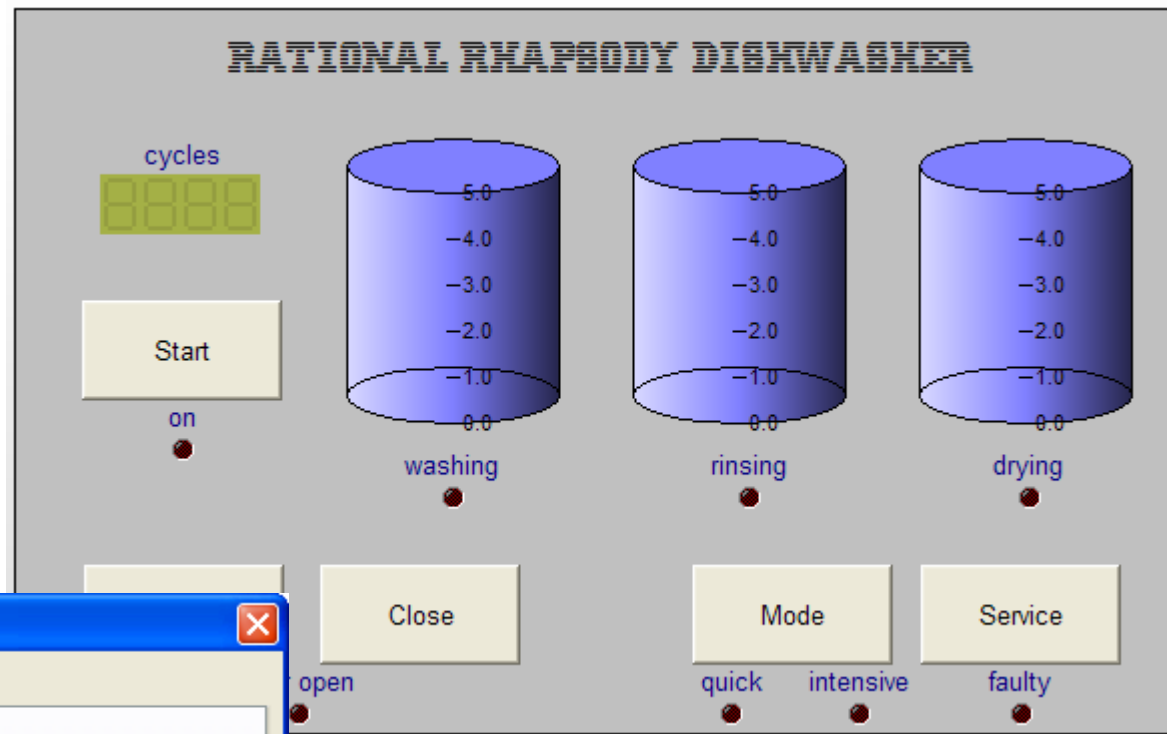 RATIONAL RHAPSODY DISHWASHER
cycles
5.0 5.0 5.0
4.0 4.0 4.0
3.0 3.0 3.0
Start
2.0 2.0 2.0
1.0 1.0 1.0
on
0.0 0.0 0.0
washing rinsing drying
Close Mode Service
open quick intensive faulty